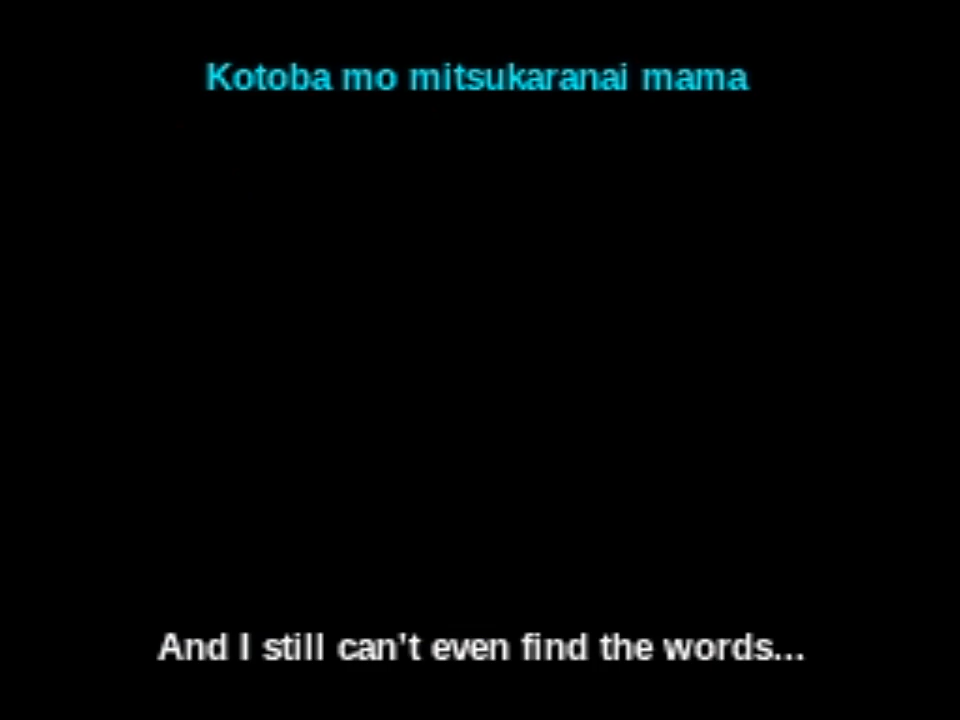 Kotoba mo mitsukaranai mama
And I still can't even find the words...